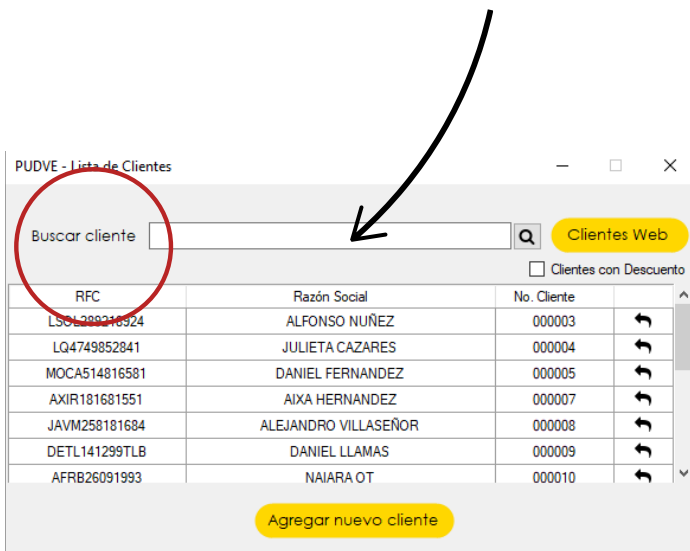 PUDVE - Lista de Clientes
Buscar cliente
Clientes Web
Clientes con Descuento
RFC Razón Social No. Cliente
ALFONSO NUÑEZ 000003
LQ4749852841 JULIETA CAZARES 000004
MOCA514816581 DANIEL FERNANDEZ 000005
AXIR181681551 AIXA HERNANDEZ 000007
JAVM258181684 ALEJANDRO VILLASEÑOR 000008
DETL141299TLB DANIEL LLAMAS 000009
AFRB26091993 NAIARA OT 000010
Agregar nuevo cliente